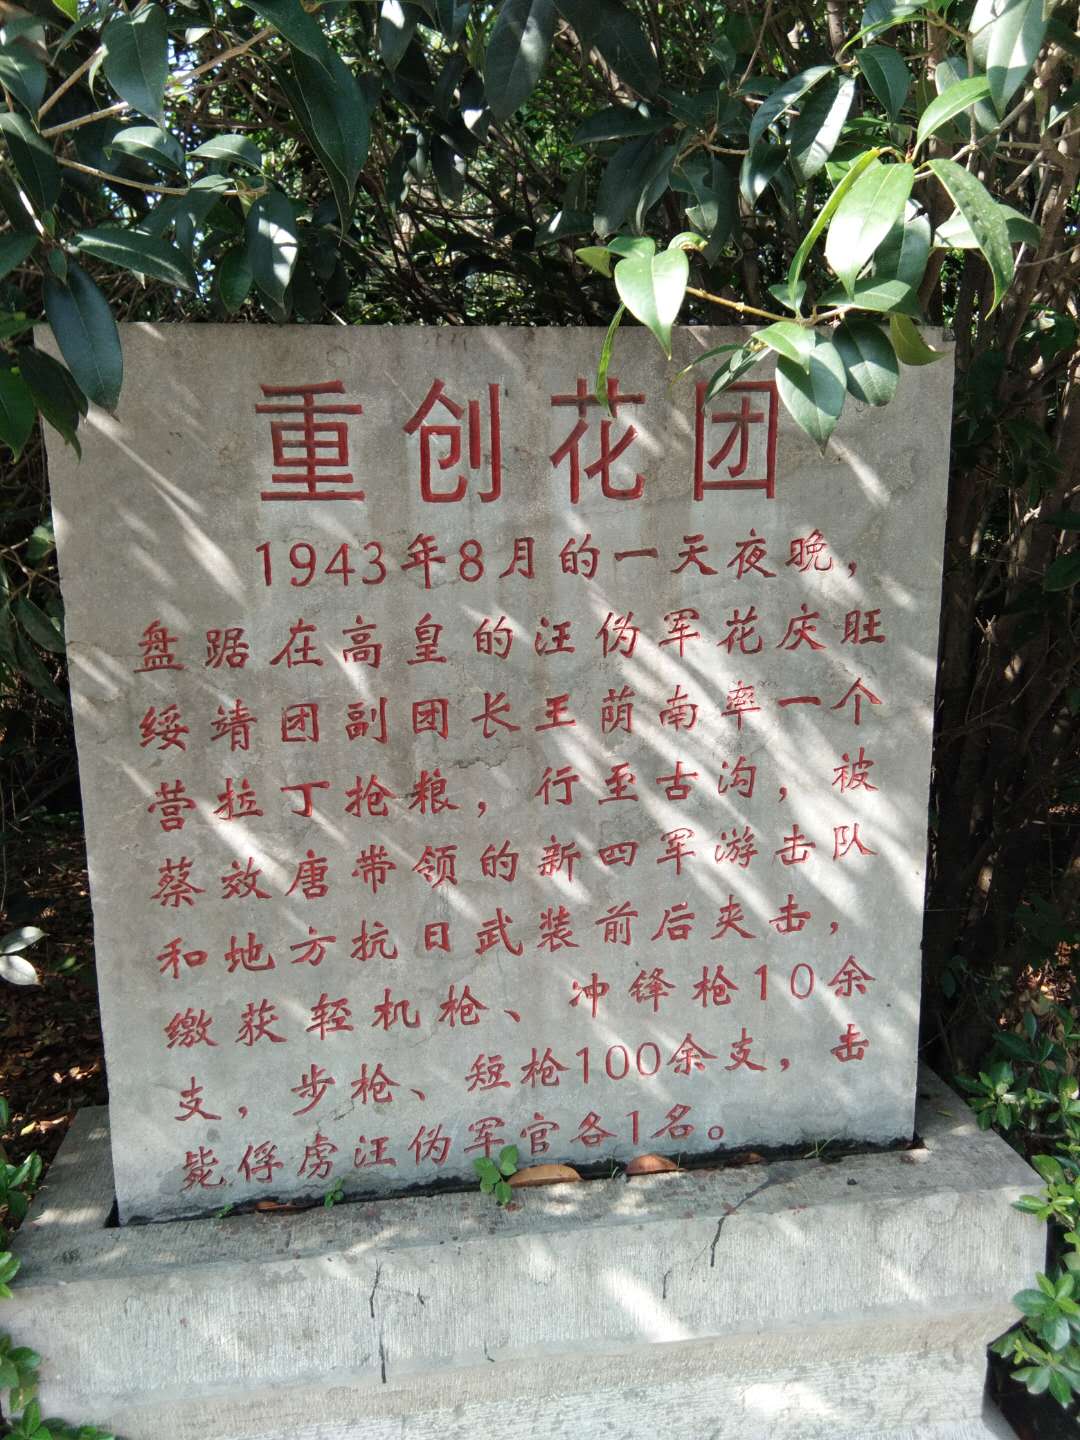 重创花团
1943年8月的一天夜晚，
盘踞在高皇的汪伪军花庆旺
绥靖团副团长王荫南率一个
营拉丁抢粮，行至古沟，被
蔡效唐带领的新四军游击队
和地方抗日武装前后夹击，
缴获轻机枪、冲锋枪10余
支，步枪、短枪100余支，击
毙俘虏汪伪军官各1名。